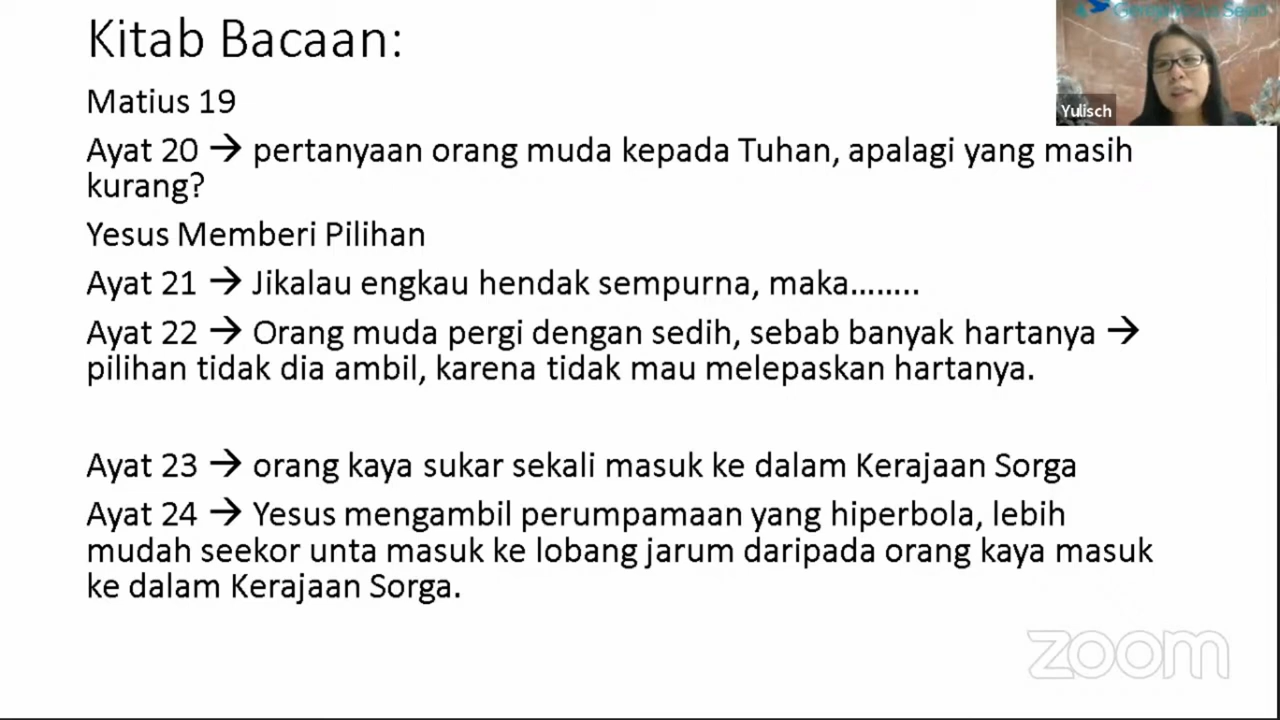 Kitab Bacaan:
Matius 19
Ayat 20 → pertanyaan orang muda kepada Tuhan, apalagi yang masih
kurang?
Yesus Memberi Pilihan
Ayat 21 → Jikalau engkau hendak sempurna, maka........
Ayat 22 → Orang muda pergi dengan sedih, sebab banyak hartanya →
pilihan tidak dia ambil, karena tidak mau melepaskan hartanya.
Ayat 23 → orang kaya sukar sekali masuk ke dalam Kerajaan Sorga
Ayat 24 → Yesus mengambil perumpamaan yang hiperbola, lebih
mudah seekor unta masuk ke lobang jarum daripada orang kaya masuk
ke dalam Kerajaan Sorga.
Yulisch
zoom